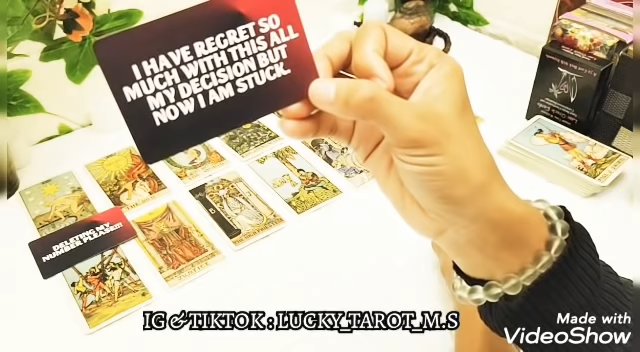 I HAVE REGRET SO
MUCH WITH THIS ALL
MY DECISION BUT
NOW I AM STUCK.
DELETING MY
NUMBER PLEASE!!!
JUSTICE
IG & TIKTOK : LUCKY_TAROT_M.S
Made with
VideoShow